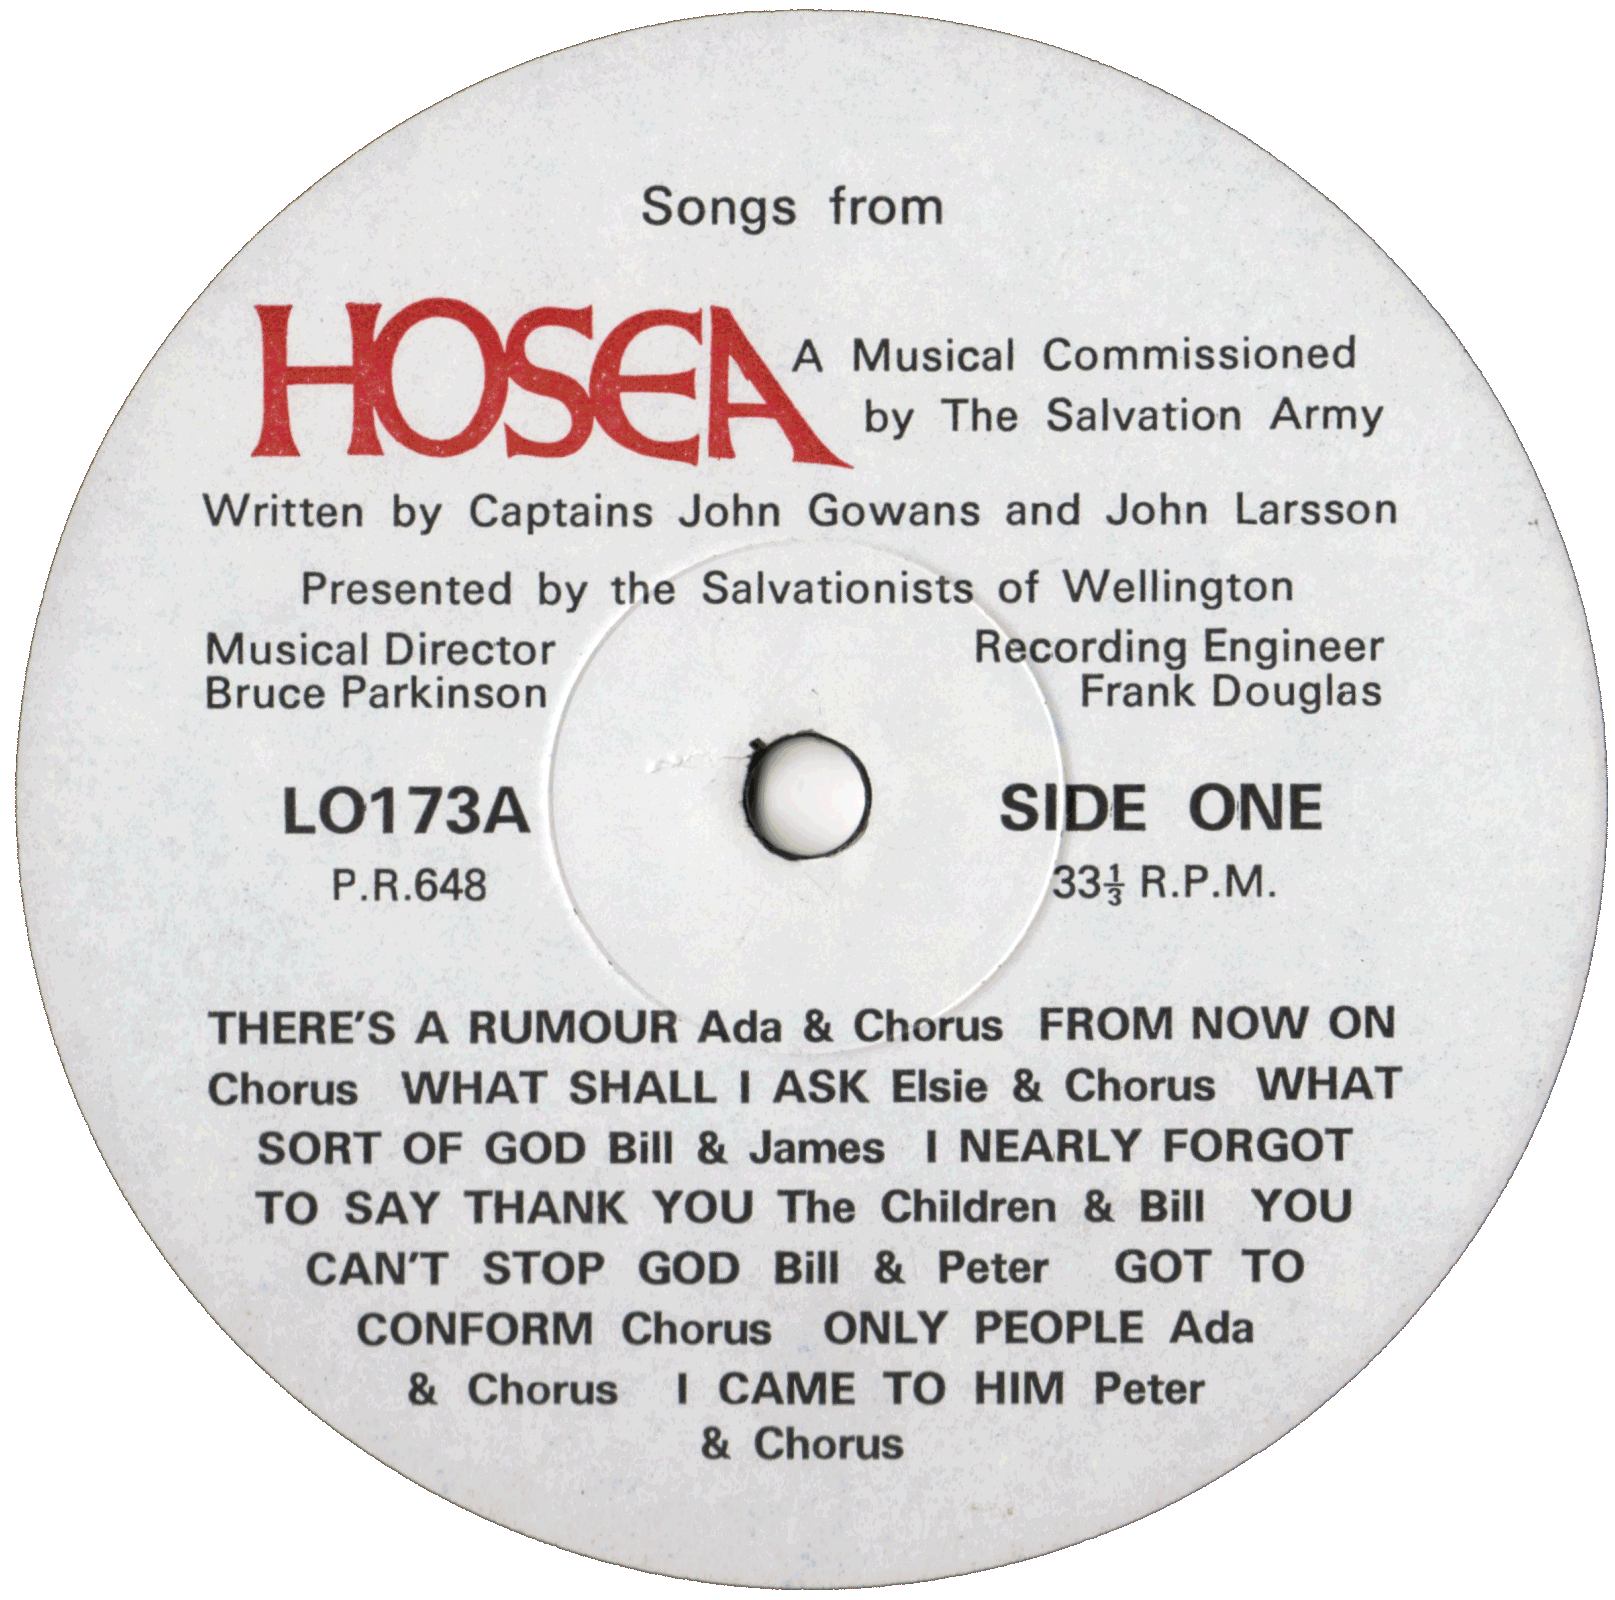 Songs from
HOSEA
A Musical Commissioned
by The Salvation Army
Written by Captains John Gowans and John Larsson
Presented by the Salvationists of Wellington
Musical Director
Bruce Parkinson
Recording Engineer
Frank Douglas
LO173A
P.R.648
SIDE ONE
33⅓ R.P.M.
THERE'S A RUMOUR Ada & Chorus FROM NOW ON
Chorus WHAT SHALL I ASK Elsie & Chorus WHAT
SORT OF GOD Bill & James I NEARLY FORGOT
TO SAY THANK YOU The Children & Bill YOU
CAN'T STOP GOD Bill & Peter GOT TO
CONFORM Chorus ONLY PEOPLE Ada
& Chorus I CAME TO HIM Peter
& Chorus